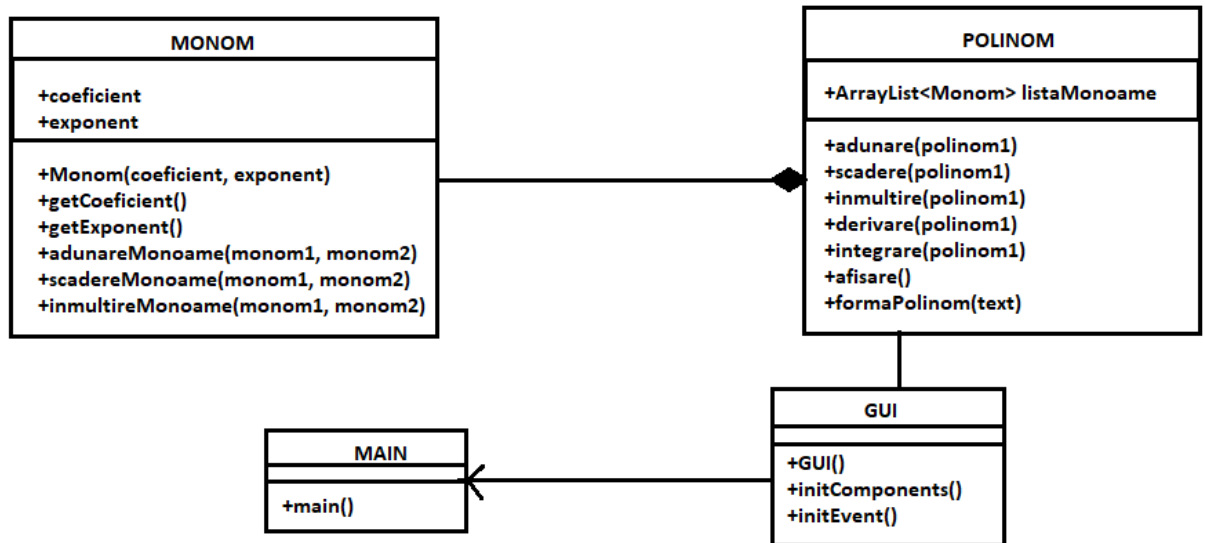 MONOM
+coeficient
+exponent
+Monom(coeficient, exponent)
+getCoeficient()
+getExponent()
+adunareMonoame(monom1, monom2)
+scadereMonoame(monom1, monom2)
+inmultireMonoame(monom1, monom2)
POLINOM
+ArrayList<Monom> listaMonoame
+adunare(polinom1)
+scadere(polinom1)
+inmultire(polinom1)
+derivare(polinom1)
+integrare(polinom1)
+afisare()
+formaPolinom(text)
MAIN
+main()
GUI
+GUI()
+initComponents()
+initEvent()